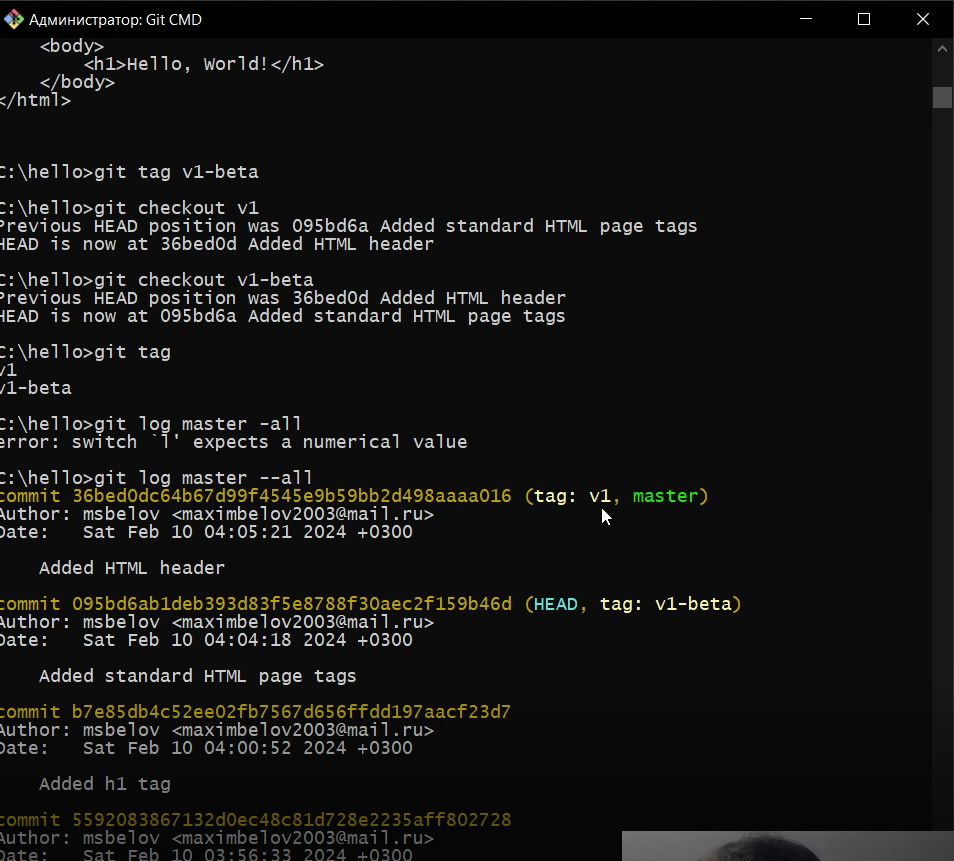 Администратор: Git CMD
<body>
<h1>Hello, World!</h1>
</body>
</html>
C:\hello>git tag v1-beta
C:\hello>git checkout v1
Previous HEAD position was 095bd6a Added standard HTML page tags
HEAD is now at 36bed0d Added HTML header
C:\hello>git checkout v1-beta
Previous HEAD position was 36bed0d Added HTML header
HEAD is now at 095bd6a Added standard HTML page tags
C:\hello>git tag
v1
v1-beta
C:\hello>git log master -all
error: switch `l' expects a numerical value
C:\hello>git log master --all
commit 36bed0dc64b67d99f4545e9b59bb2d498aaaa016 (tag: v1, master)
Author: msbelov <maximbelov2003@mail.ru>
Date:   Sat Feb 10 04:05:21 2024 +0300
Added HTML header
commit 095bd6ab1deb393d83f5e8788f30aec2f159b46d (HEAD, tag: v1-beta)
Author: msbelov <maximbelov2003@mail.ru>
Date:   Sat Feb 10 04:04:18 2024 +0300
Added standard HTML page tags
commit b7e85db4c52ee02fb7567d656ffdd197aacf23d7
Author: msbelov <maximbelov2003@mail.ru>
Date:   Sat Feb 10 04:00:52 2024 +0300
Added h1 tag
commit 5592083867132d0ec48c81d728e2235aff802728
Author: msbelov <maximbelov2003@mail.ru>
Date:   Sat Feb 10 03:56:33 2024 +0300